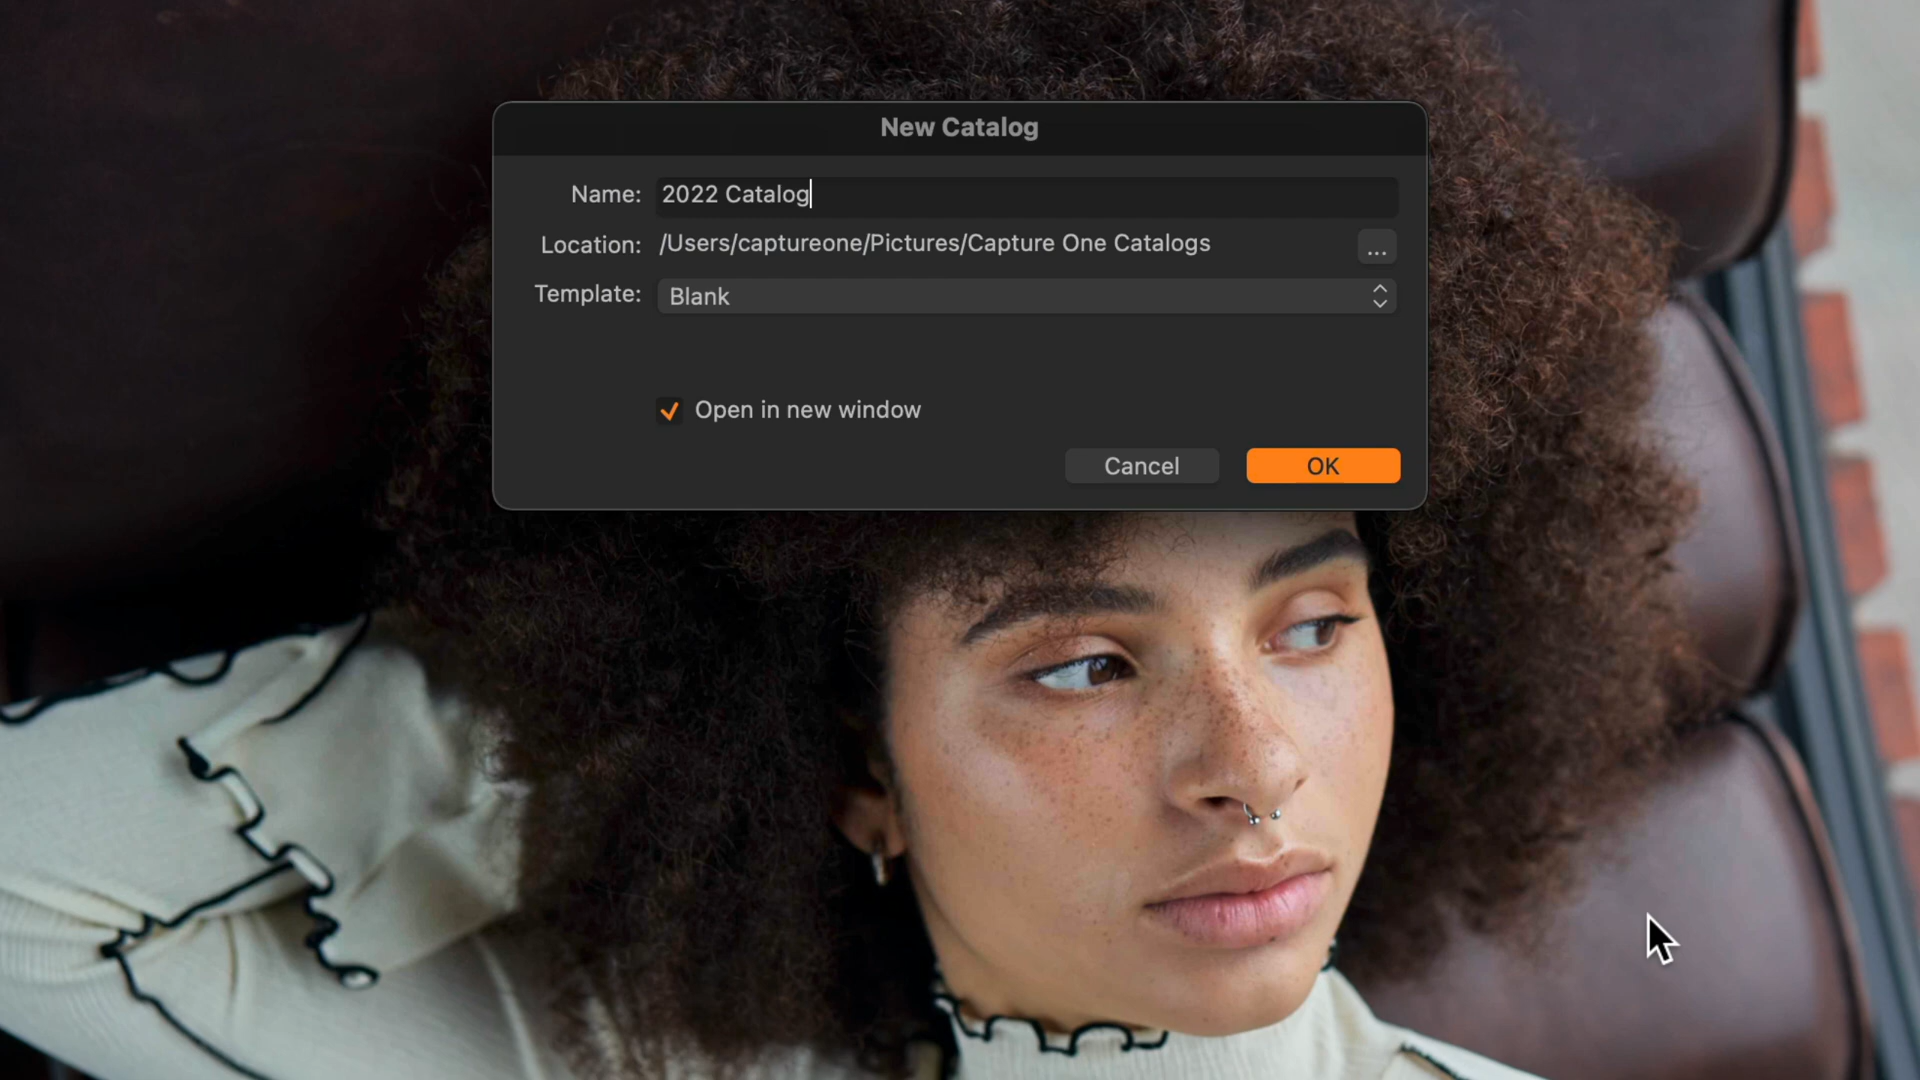 New Catalog
Name: 2022 Catalog
Location: /Users/captureone/Pictures/Capture One Catalogs ...
Template: Blank
Open in new window
Cancel OK